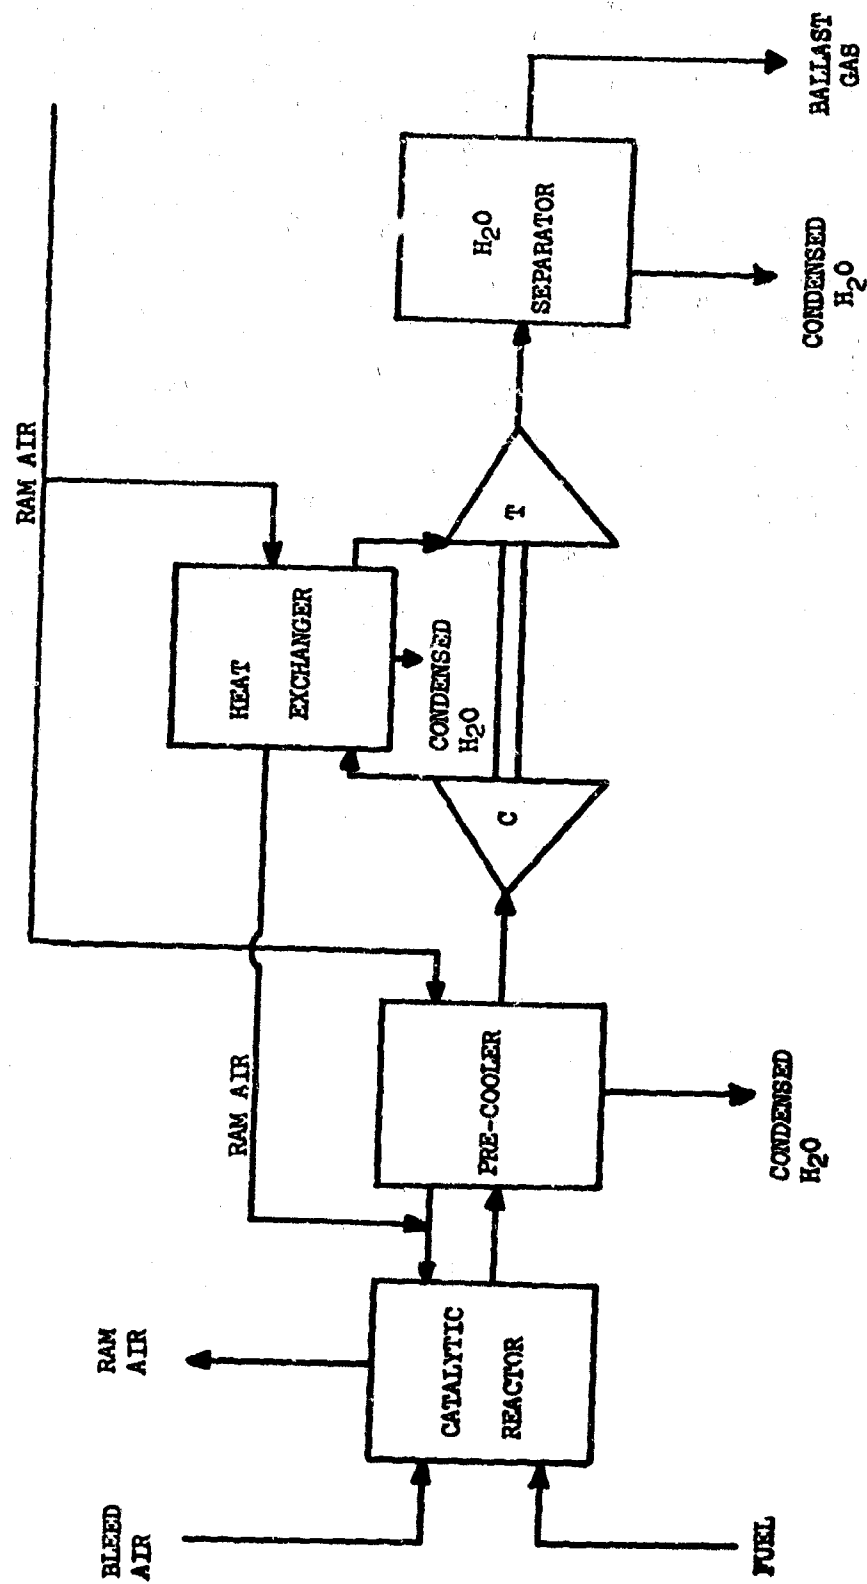 RAM AIR
RAM
AIR
RAM AIR
HEAT
EXCHANGER
BLEED
AIR
CATALYTIC
REACTOR
PRE-COOLER
C
CONDENSED
H2O
T
H2O
SEPARATOR
FUEL
CONDENSED
H2O
CONDENSED
H2O
BALLAST
GAS